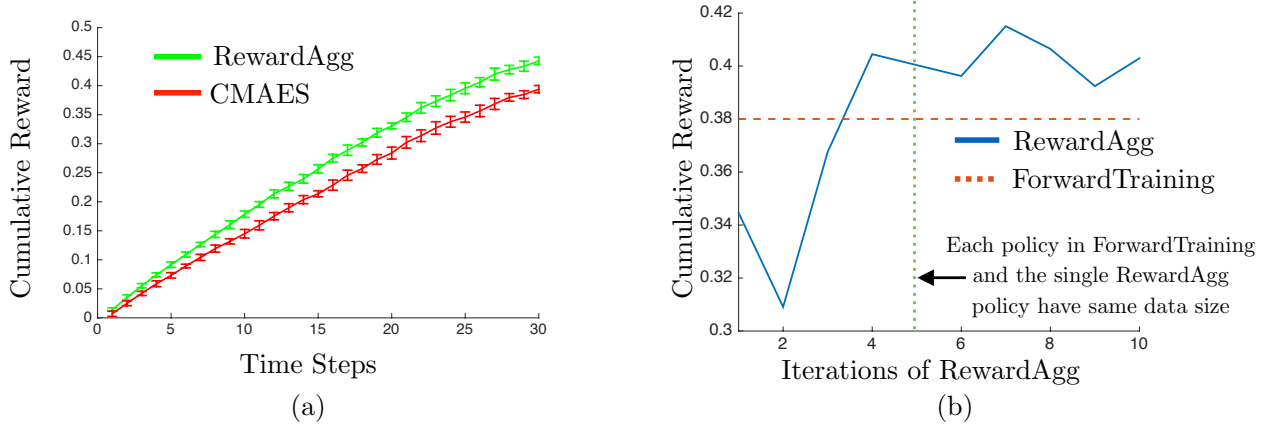 0.5
0.45
0.4
0.35
0.3
0.25
0.2
0.15
0.1
0.05
0
Cumulative Reward
RewardAgg
CMAES
0 5 10 15 20 25 30
Time Steps
(a)
0.42
0.4
0.38
0.36
0.34
0.32
0.3
Cumulative Reward
RewardAgg
ForwardTraining
Each policy in ForwardTraining
and the single RewardAgg
policy have same data size
2 4 6 8 10
Iterations of RewardAgg
(b)